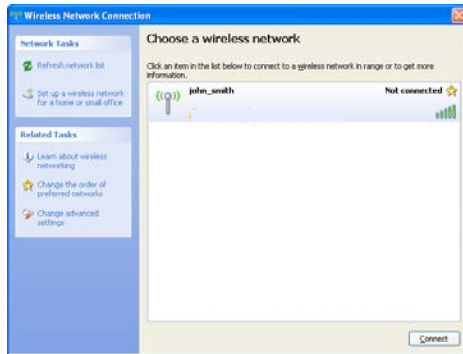 Wireless Network Connection
Network Tasks
Refresh network list
Set up a wireless network
for a home or small office
Related Tasks
Learn about wireless
networking
Change the order of
preferred networks
Change advanced
settings
Choose a wireless network
Click an item in the list below to connect to a wireless network in range or to get more
information.
john_smith
Not connected
Connect